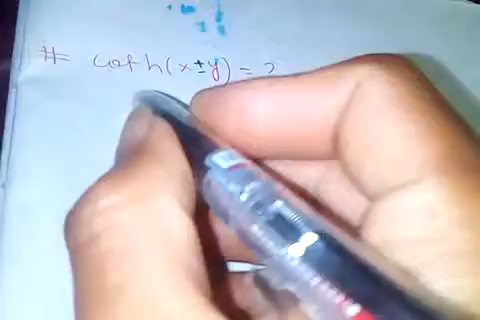 # coth(x±y) = ?